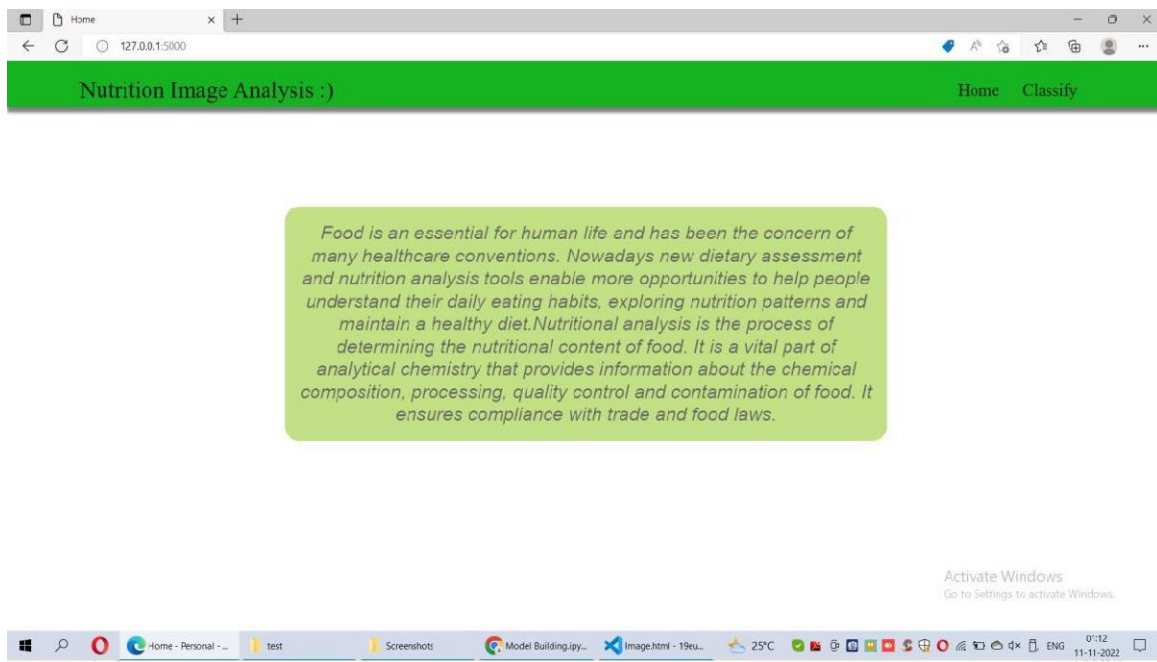 Home
127.0.0.1:5000
Nutrition Image Analysis :)
Home Classify
Food is an essential for human life and has been the concern of
many healthcare conventions. Nowadays new dietary assessment
and nutrition analysis tools enable more opportunities to help people
understand their daily eating habits, exploring nutrition patterns and
maintain a healthy diet.Nutritional analysis is the process of
determining the nutritional content of food. It is a vital part of
analytical chemistry that provides information about the chemical
composition, processing, quality control and contamination of food. It
ensures compliance with trade and food laws.
Activate Windows
Go to Settings to activate Windows.
Home - Personal - ... test Screenshots Model Building.ipy... Image.html - 19eu... 25°C ENG
11-11-2022